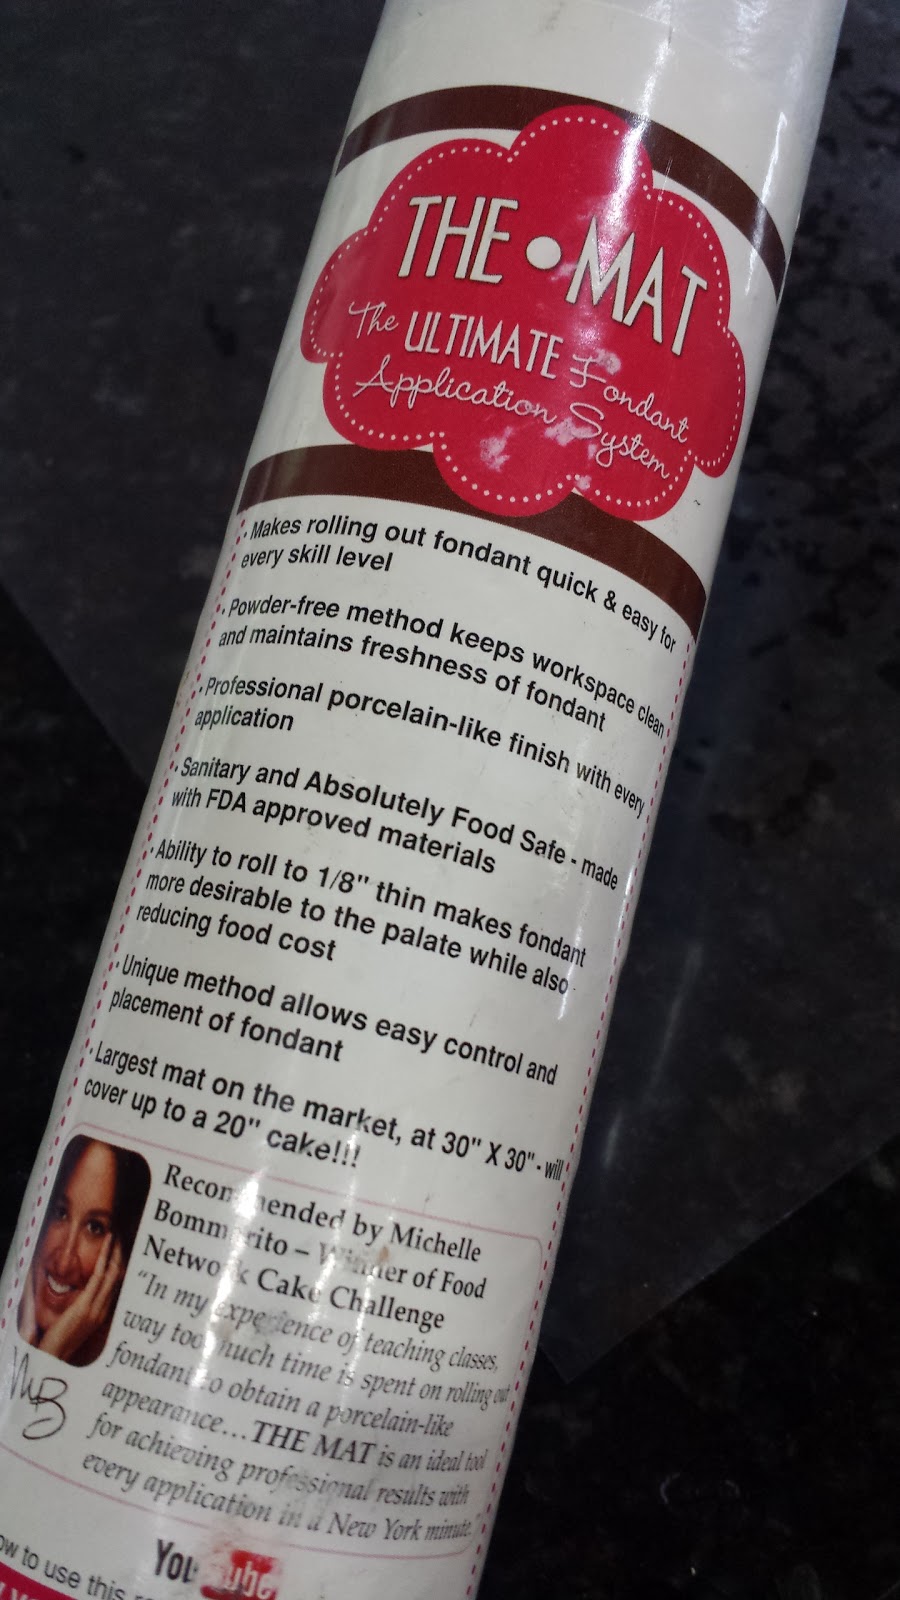 THE • MAT
The ULTIMATE Fondant
Application System
• Makes rolling out fondant quick & easy for
every skill level
• Powder-free method keeps workspace clean
and maintains freshness of fondant
• Professional porcelain-like finish with every
application
• Sanitary and Absolutely Food Safe - made
with FDA approved materials
• Ability to roll to 1/8" thin makes fondant
more desirable to the palate while also
reducing food cost
• Unique method allows easy control and
placement of fondant
• Largest mat on the market, at 30" X 30" - will
cover up to a 20" cake!!!
Recommended by Michelle
Bommarito – Winner of Food
Network Cake Challenge
"In my experience of teaching classes,
way too much time is spent on rolling out
fondant to obtain a porcelain-like
appearance...THE MAT is an ideal tool
for achieving professional results with
every application in a New York minute."
MB
YouTube
to use this